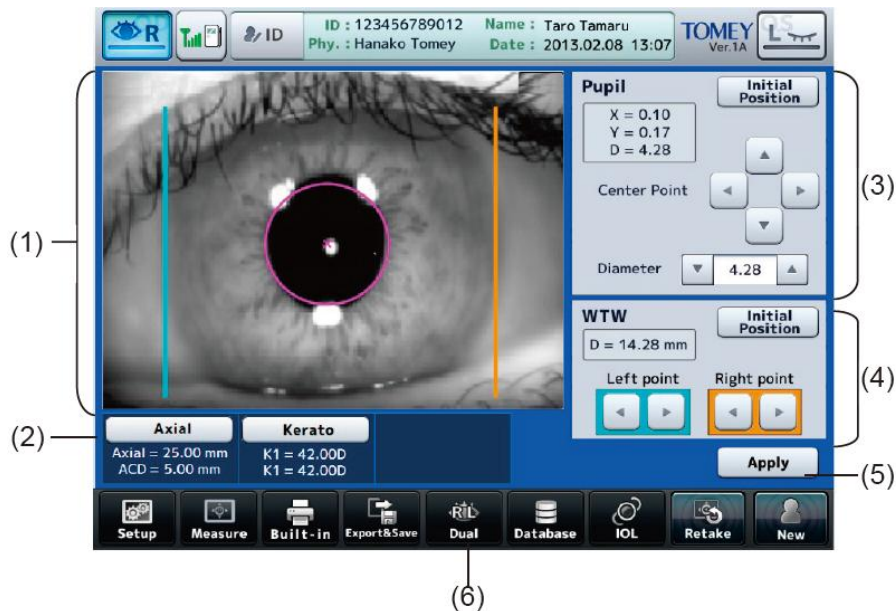 R
ID
ID : 123456789012 Name : Taro Tamaru
Phy. : Hanako Tomey Date : 2013.02.08 13:07
TOMEY
Ver.1A
OS
L
Pupil
Initial
Position
X = 0.10
Y = 0.17
D = 4.28
Center Point
Diameter 4.28
WTW
Initial
Position
D = 14.28 mm
Left point Right point
Axial Kerato
Axial = 25.00 mm K1 = 42.00D
ACD = 5.00 mm K1 = 42.00D
Apply
Setup Measure Built-in Export&Save Dual Database IOL Retake New
R L
(1)
(2)
(3)
(4)
(5)
(6)